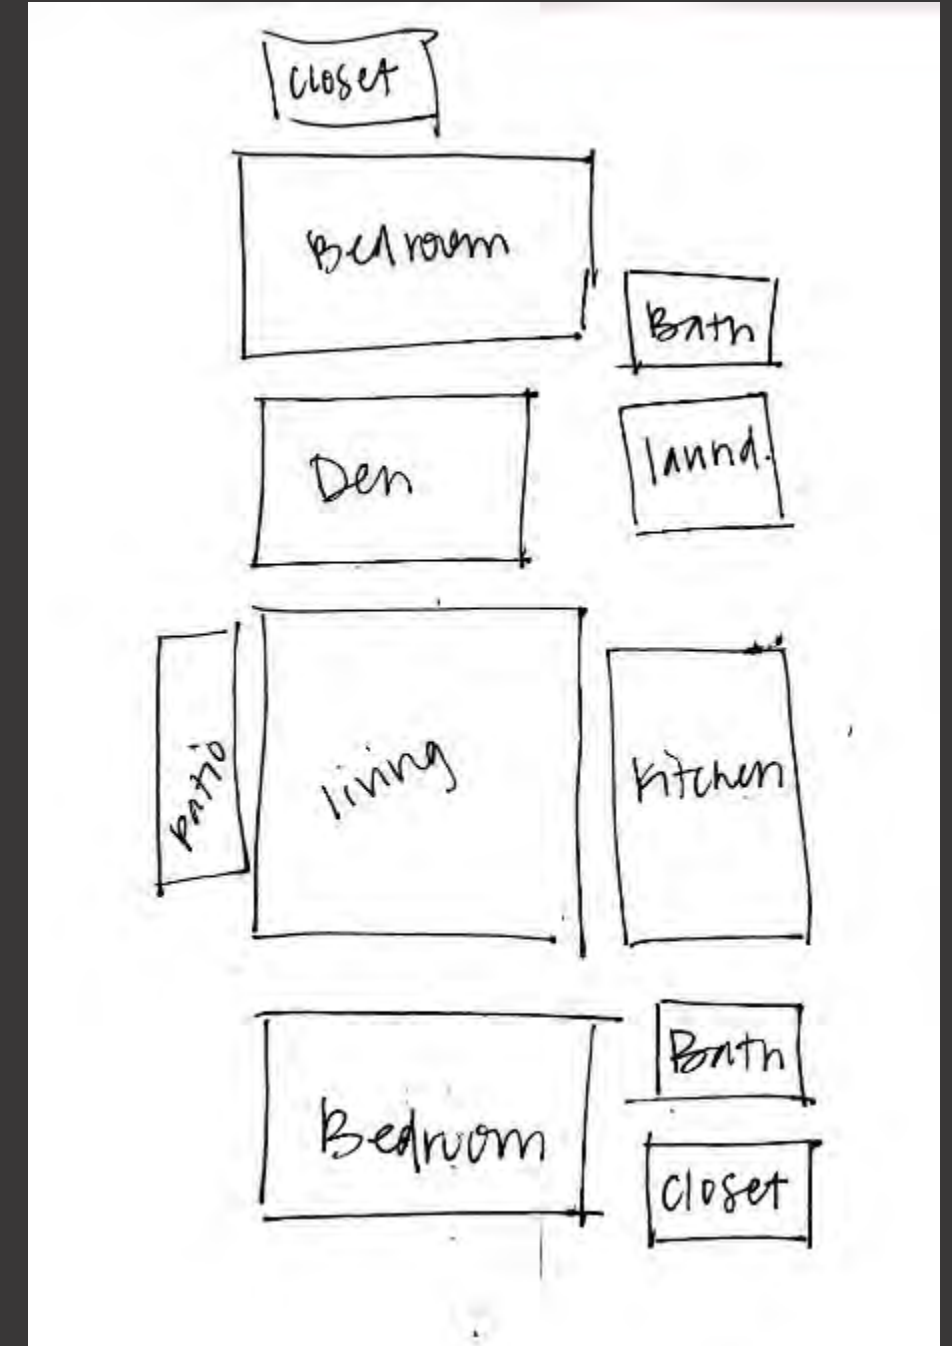 closet
Bedroom
Bath
Den
laund.
patio
living
Kitchen
Bath
Bedroom
closet